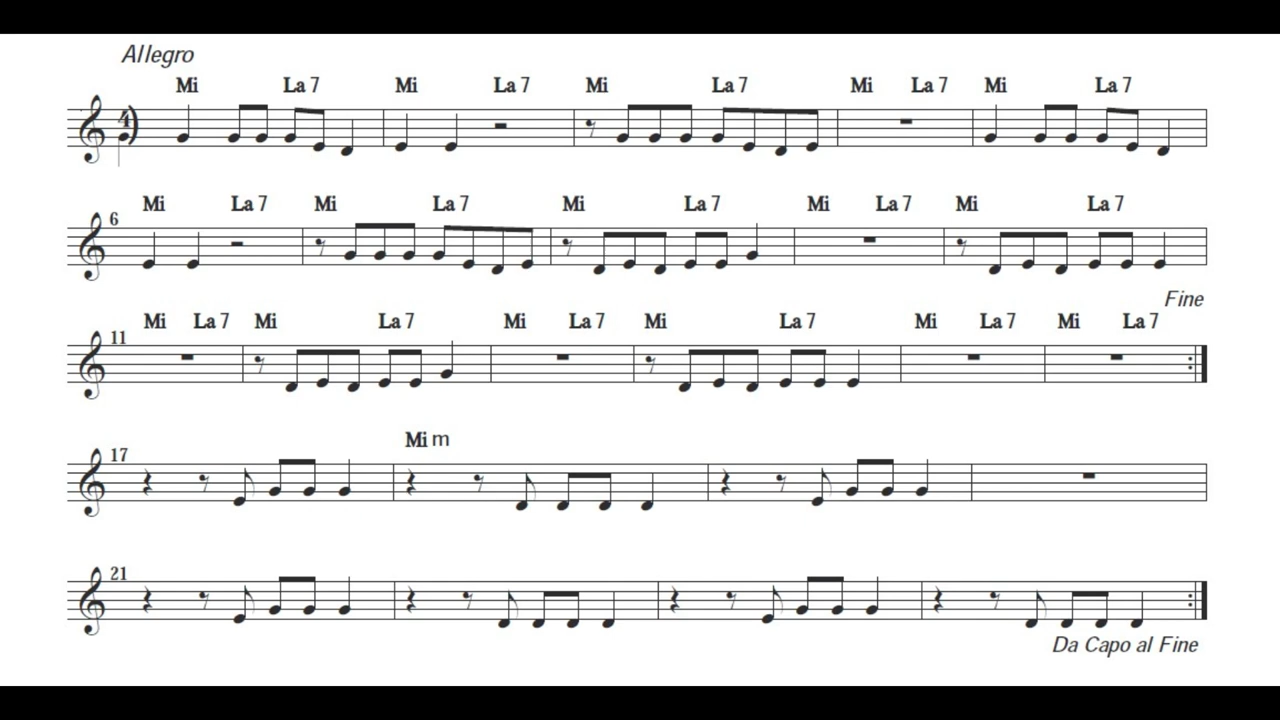 Allegro
Mi La 7 Mi La 7 Mi La 7 Mi La 7 Mi La 7
4)
Mi La 7 Mi La 7 Mi La 7 Mi La 7 Mi La 7
6
Fine
Mi La 7 Mi La 7 Mi La 7 Mi La 7 Mi La 7 Mi La 7
11
Mi m
17
21
Da Capo al Fine